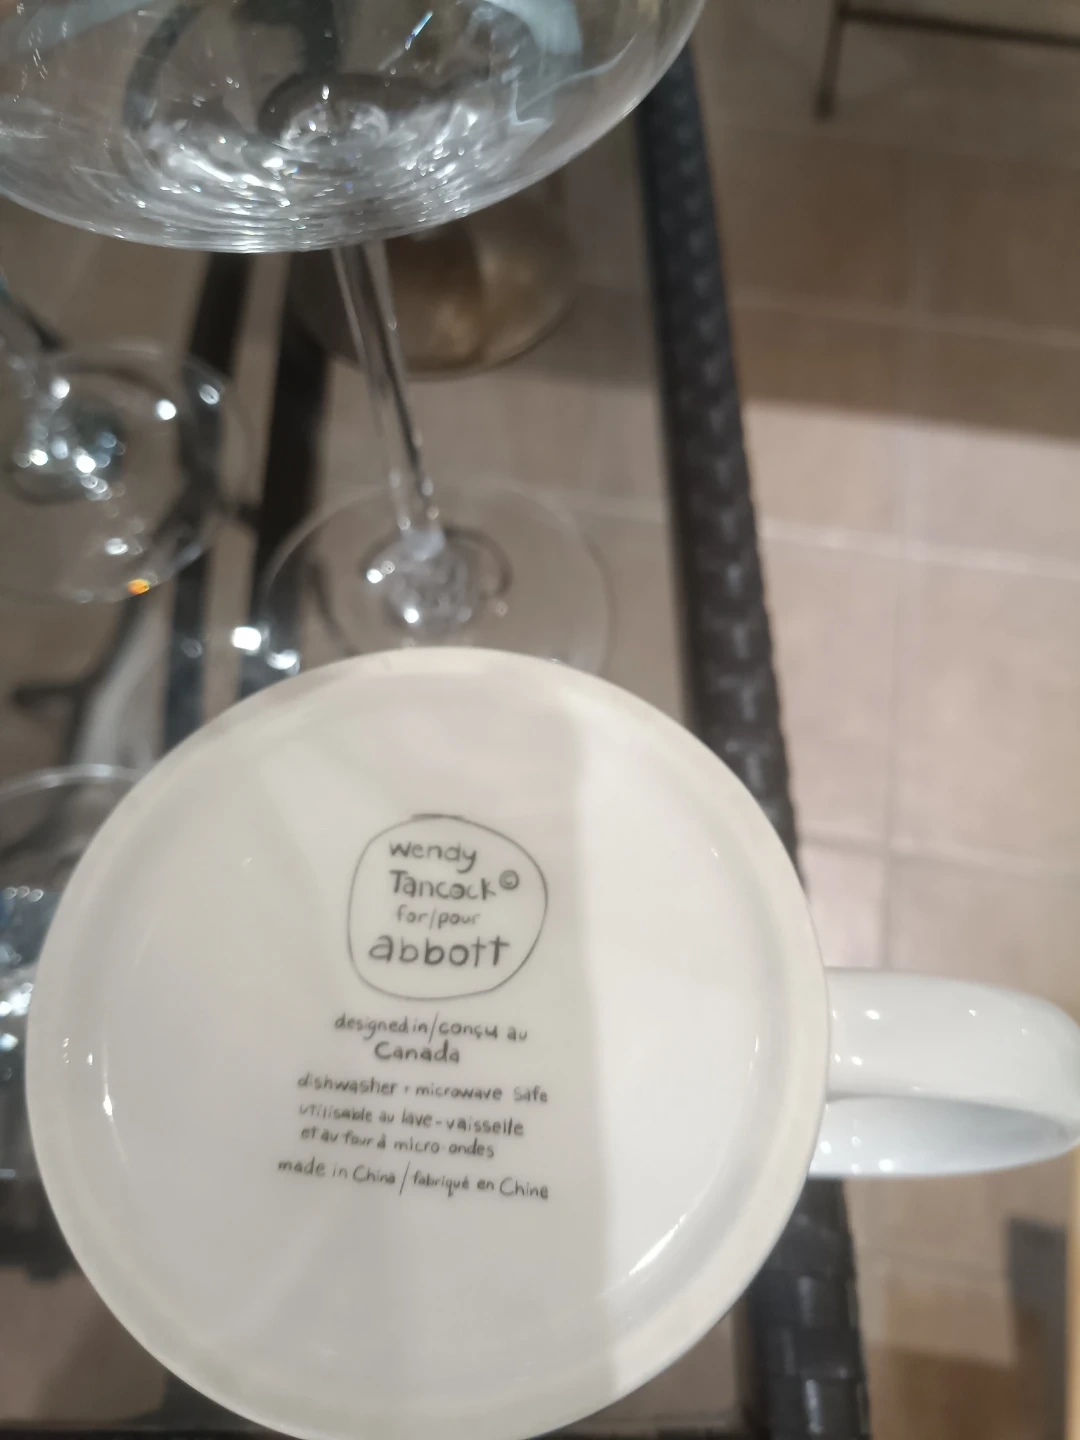 wendy
Tancock©
for/pour
abbott
designed in/conçu au
Canada
dishwasher + microwave safe
utilisable au lave-vaisselle
et au four à micro-ondes
made in China/fabriqué en Chine